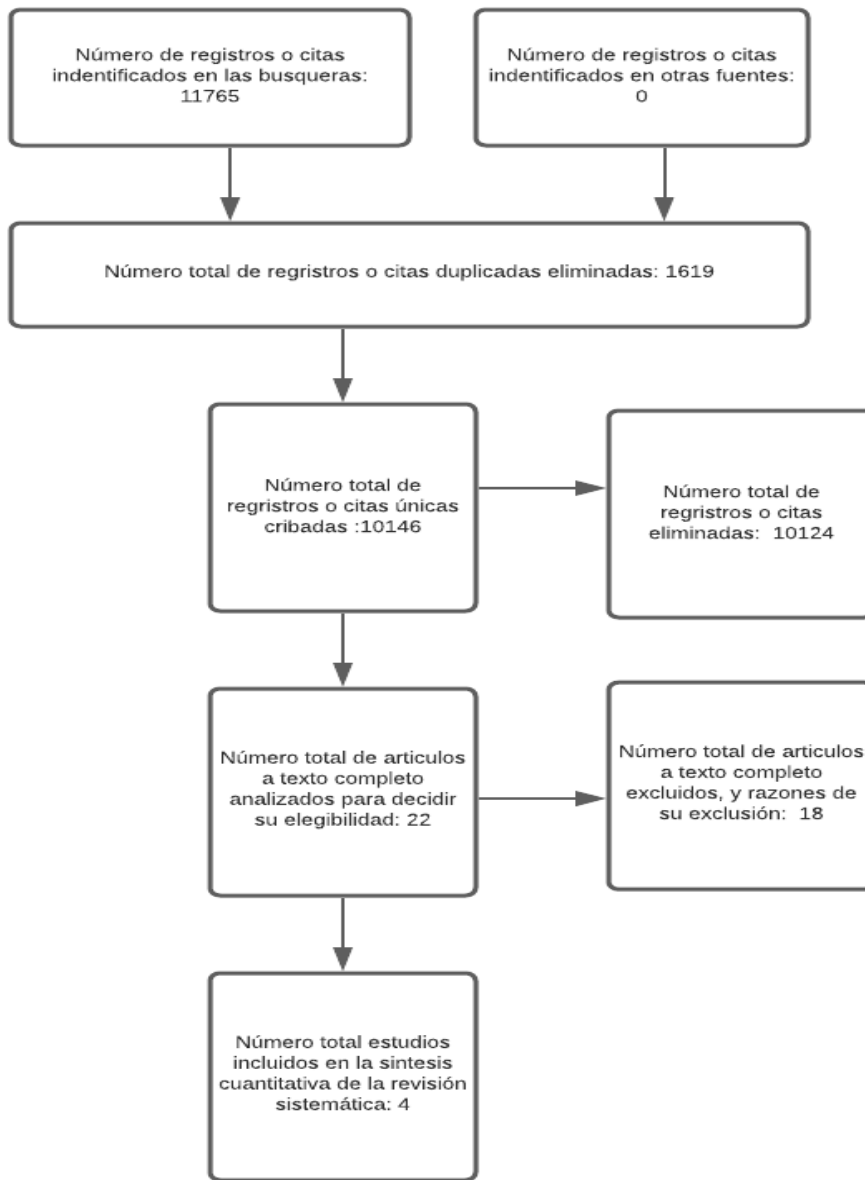 Número de registros o citas
indentificados en las busqueras:
11765
Número de registros o citas
indentificados en otras fuentes:
0
Número total de regristros o citas duplicadas eliminadas: 1619
Número total de
regristros o citas únicas
cribadas :10146
Número total de
regristros o citas
eliminadas:  10124
Número total de articulos
a texto completo
analizados para decidir
su elegibilidad: 22
Número total de articulos
a texto completo
excluidos, y razones de
su exclusión:  18
Número total estudios
incluidos en la sintesis
cuantitativa de la revisión
sistemática: 4